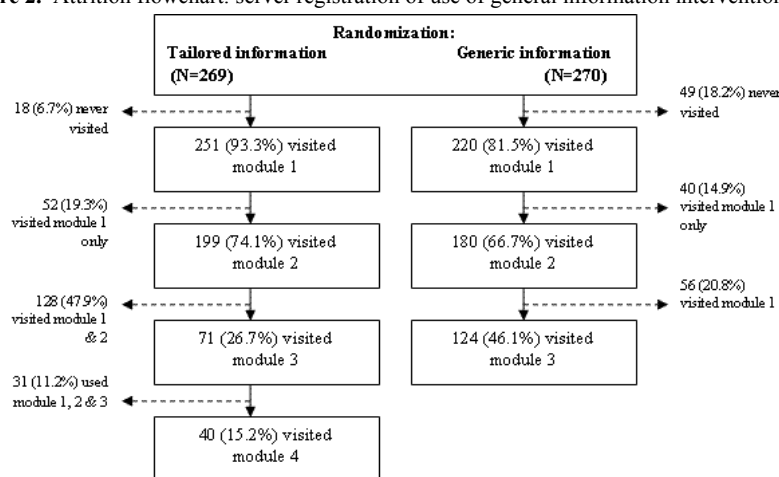 re 2. Attrition flowchart: server registration of use of general information intervention
Randomization:
Tailored information Generic information
(N=269) (N=270)
18 (6.7%) never
visited
49 (18.2%) never
visited
251 (93.3%) visited
module 1
220 (81.5%) visited
module 1
52 (19.3%)
visited module 1
only
40 (14.9%)
visited module 1
only
199 (74.1%) visited
module 2
180 (66.7%) visited
module 2
128 (47.9%)
visited module 1
& 2
56 (20.8%)
visited module 1
71 (26.7%) visited
module 3
124 (46.1%) visited
module 3
31 (11.2%) used
module 1, 2 & 3
40 (15.2%) visited
module 4